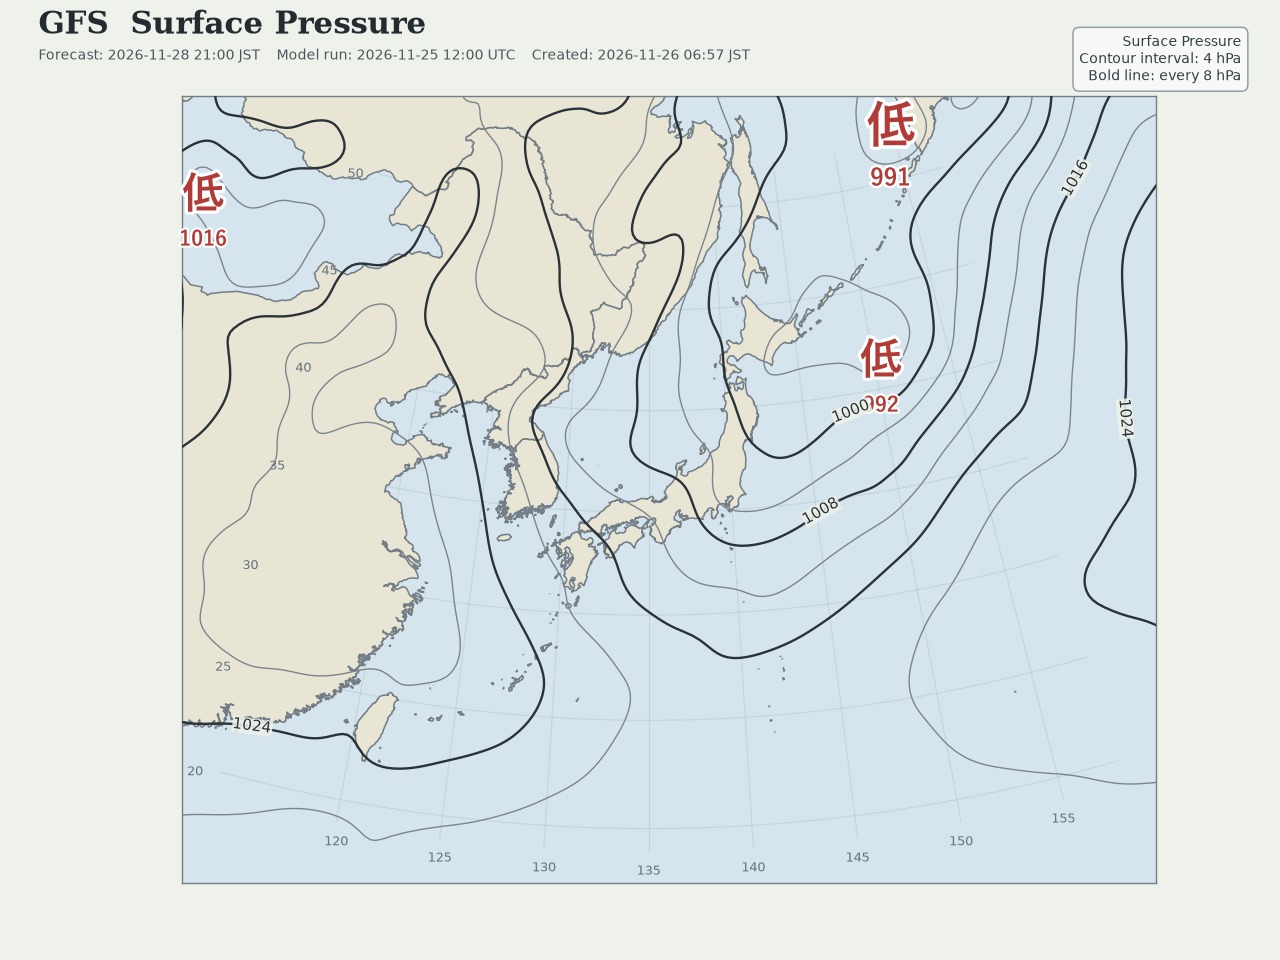 GFS  Surface Pressure
Forecast: 2026-11-28 21:00 JST    Model run: 2026-11-25 12:00 UTC    Created: 2026-11-26 06:57 JST
Surface Pressure
Contour interval: 4 hPa
Bold line: every 8 hPa
低
991
1016
50
低
1016
45
低
992
1000
40
1024
35
1008
30
25
1024
20
120
125
130
135
140
145
150
155